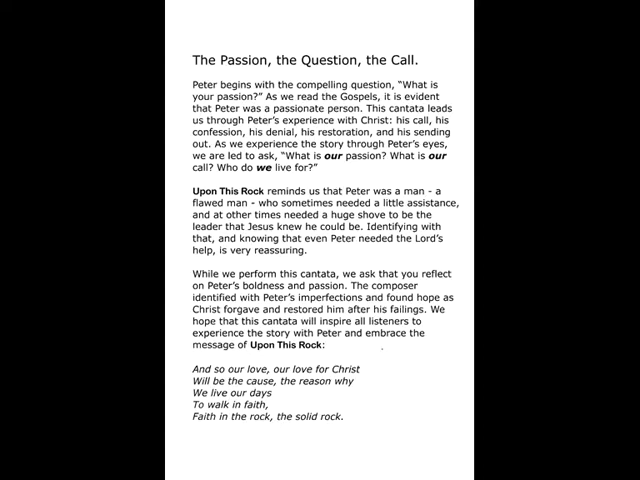 The Passion, the Question, the Call.
Peter begins with the compelling question, “What is
your passion?” As we read the Gospels, it is evident
that Peter was a passionate person. This cantata leads
us through Peter’s experience with Christ: his call, his
confession, his denial, his restoration, and his sending
out. As we experience the story through Peter’s eyes,
we are led to ask, “What is our passion? What is our
call? Who do we live for?”
Upon This Rock reminds us that Peter was a man - a
flawed man - who sometimes needed a little assistance,
and at other times needed a huge shove to be the
leader that Jesus knew he could be. Identifying with
that, and knowing that even Peter needed the Lord’s
help, is very reassuring.
While we perform this cantata, we ask that you reflect
on Peter’s boldness and passion. The composer
identified with Peter’s imperfections and found hope as
Christ forgave and restored him after his failings. We
hope that this cantata will inspire all listeners to
experience the story with Peter and embrace the
message of Upon This Rock:
And so our love, our love for Christ
Will be the cause, the reason why
We live our days
To walk in faith,
Faith in the rock, the solid rock.